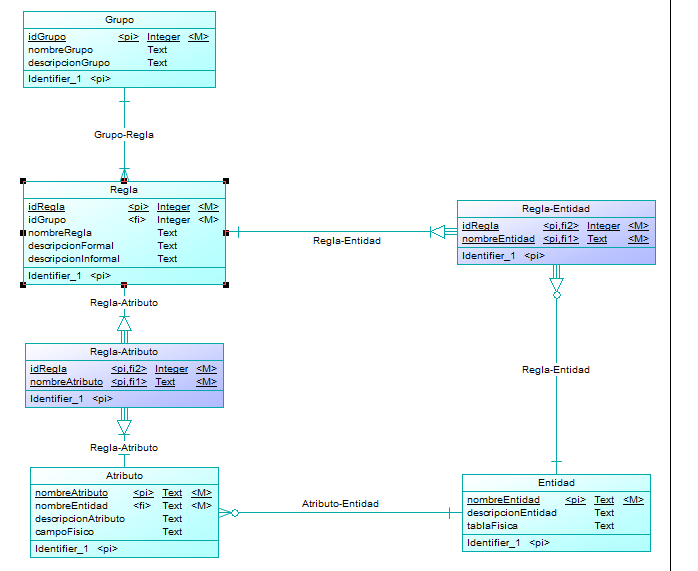 Grupo
idGrupo <pi> Integer <M>
nombreGrupo Text
descripcionGrupo Text
Identifier_1 <pi>
Grupo-Regla
Regla
idRegla <pi> Integer <M>
idGrupo <fi> Integer <M>
nombreRegla Text
descripcionFormal Text
descripcionInformal Text
Identifier_1 <pi>
Regla-Entidad
Regla-Entidad
idRegla <pi,fi2> Integer <M>
nombreEntidad <pi,fi1> Text <M>
Identifier_1 <pi>
Regla-Atributo
Regla-Atributo
idRegla <pi,fi2> Integer <M>
nombreAtributo <pi,fi1> Text <M>
Identifier_1 <pi>
Regla-Entidad
Regla-Atributo
Atributo
nombreAtributo <pi> Text <M>
nombreEntidad <fi> Text <M>
descripcionAtributo Text
campoFisico Text
Identifier_1 <pi>
Atributo-Entidad
Entidad
nombreEntidad <pi> Text <M>
descripcionEntidad Text
tablaFisica Text
Identifier_1 <pi>